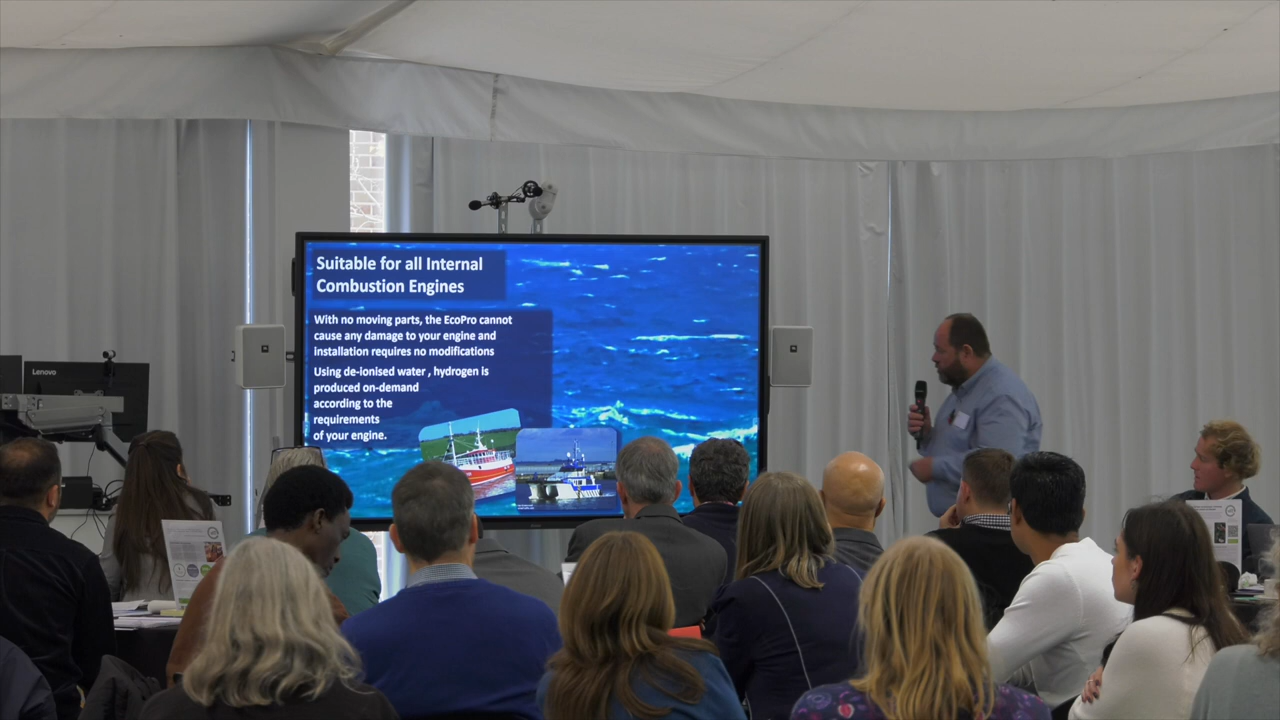 Suitable for all Internal
Combustion Engines
With no moving parts, the EcoPro cannot
cause any damage to your engine and
installation requires no modifications
Using de-ionised water , hydrogen is
produced on-demand
according to the
requirements
of your engine.
Lenovo